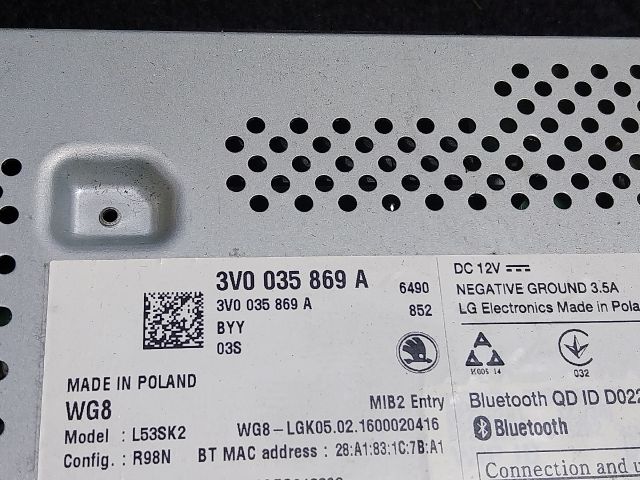 3V0 035 869 A
3V0 035 869 A
6490
852
BYY
03S
MADE IN POLAND
WG8
MIB2 Entry
Model : L53SK2
WG8-LGK05.02.1600020416
Config. : R98N
BT MAC address : 28:A1:83:1C:7B:A1
DC 12V
NEGATIVE GROUND 3.5A
LG Electronics Made in Pola
032
Bluetooth QD ID D022
Bluetooth
Connection and u